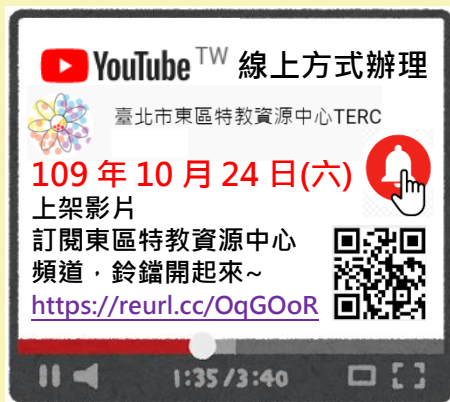 YouTube TW 線上方式辦理
臺北市東區特教資源中心TERC
109 年 10 月 24 日(六)
上架影片
訂閱東區特教資源中心
頻道，鈴鐺開起來~
https://reurl.cc/OqGOoR
1:35/3:40